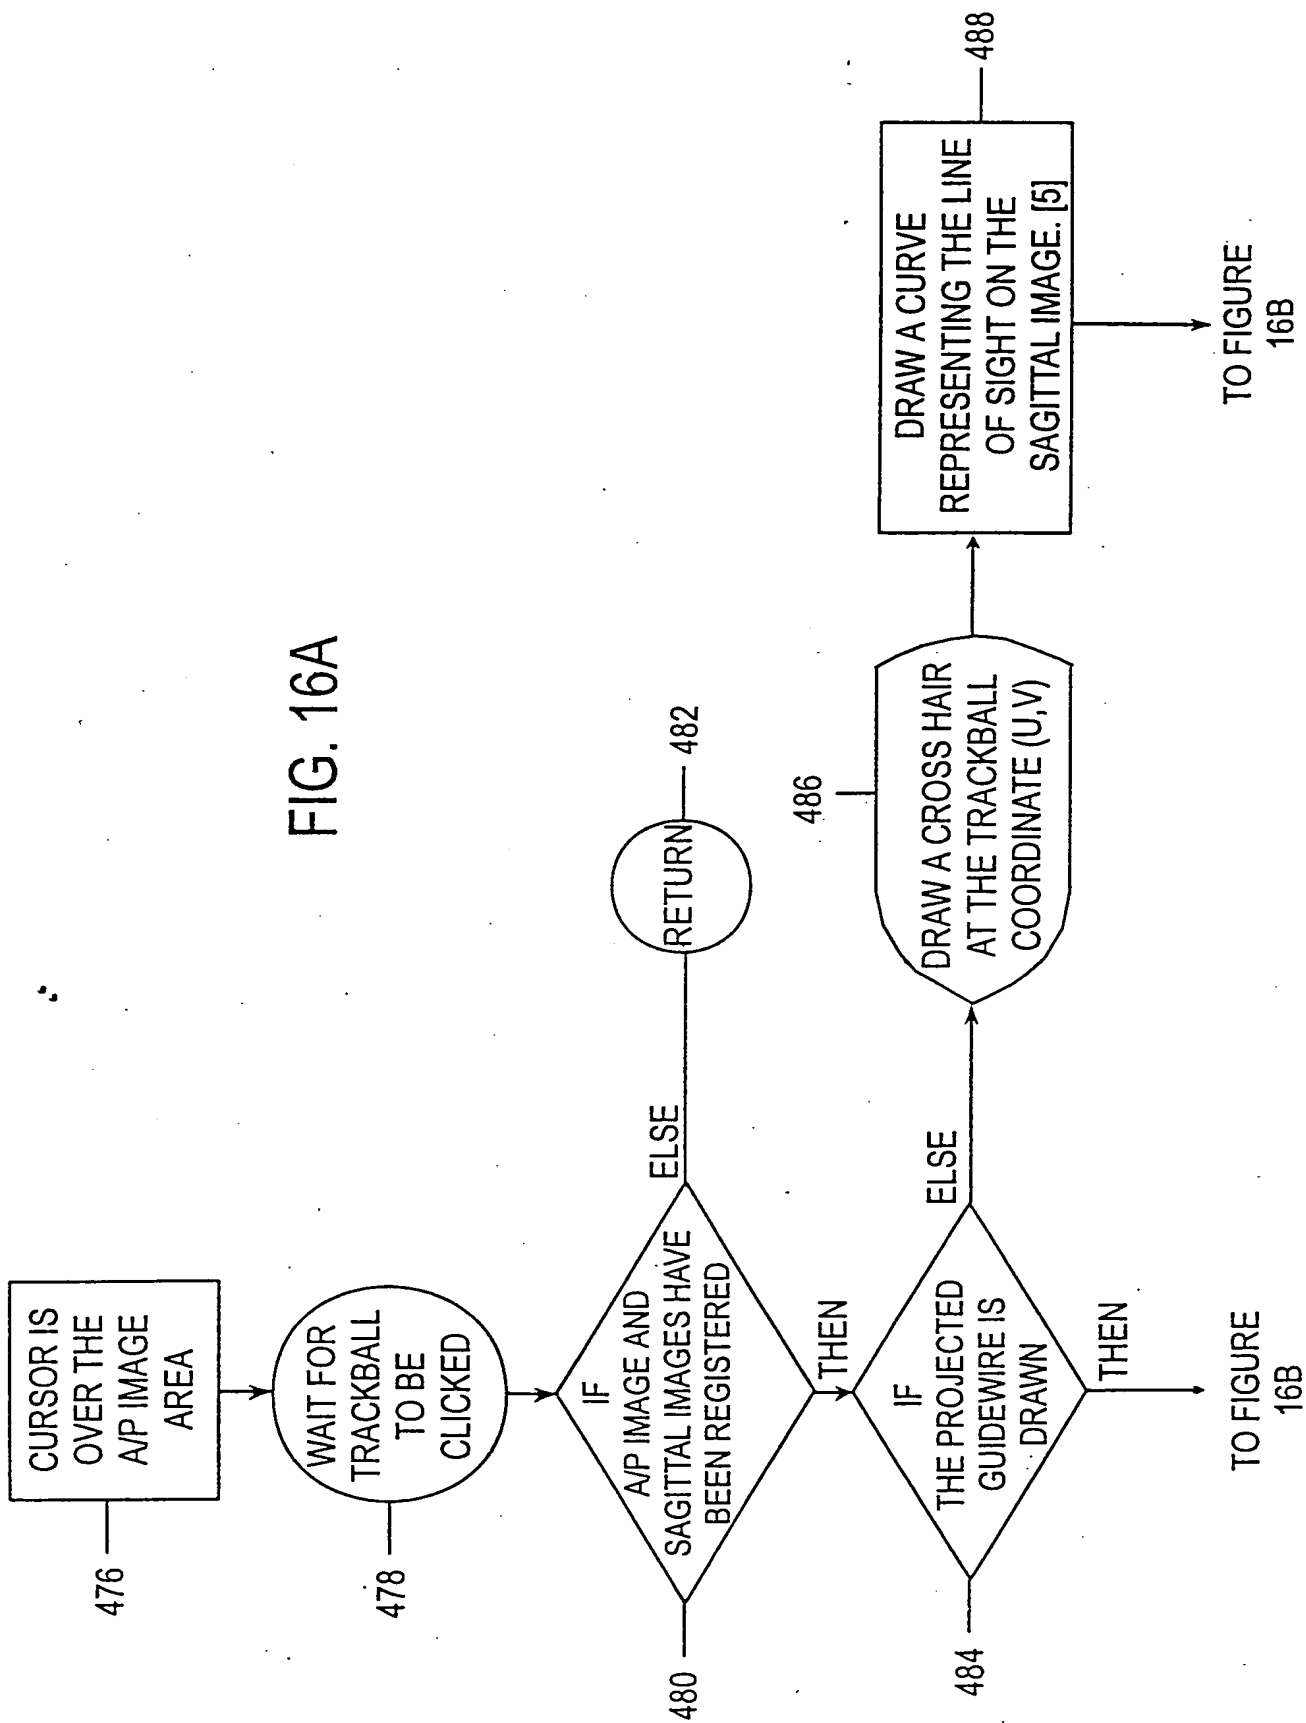 FIG. 16A
CURSOR IS
OVER THE
A/P IMAGE
AREA
476
WAIT FOR
TRACKBALL
TO BE
CLICKED
478
IF
A/P IMAGE AND
SAGITTAL IMAGES HAVE
BEEN REGISTERED
480
ELSE
RETURN
482
THEN
IF
THE PROJECTED
GUIDEWIRE IS
DRAWN
484
ELSE
DRAW A CROSS HAIR
AT THE TRACKBALL
COORDINATE (U,V)
486
DRAW A CURVE
REPRESENTING THE LINE
OF SIGHT ON THE
SAGITTAL IMAGE. [5]
488
THEN
TO FIGURE
16B
TO FIGURE
16B